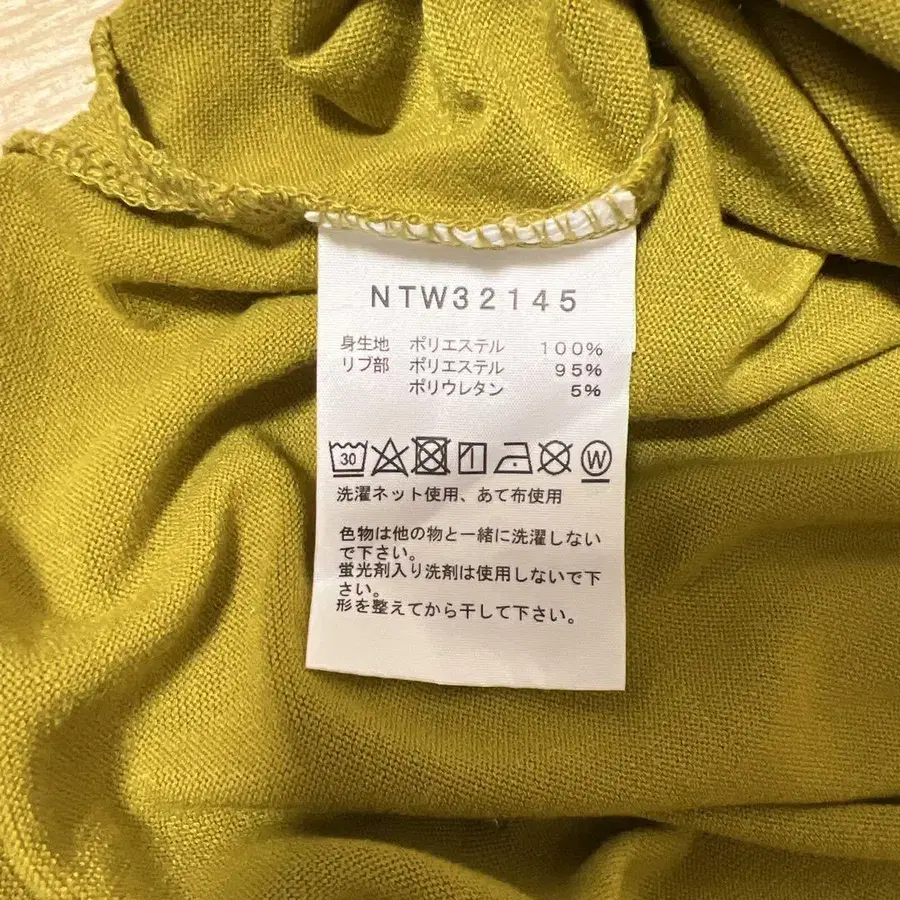 NTW32145
身生地 ポリエステル 100%
リブ部 ポリエステル 95%
ポリウレタン 5%
30 W
洗濯ネット使用、あて布使用
色物は他の物と一緒に洗濯しない
で下さい。
蛍光剤入り洗剤は使用しないで下
さい。
形を整えてから干して下さい。